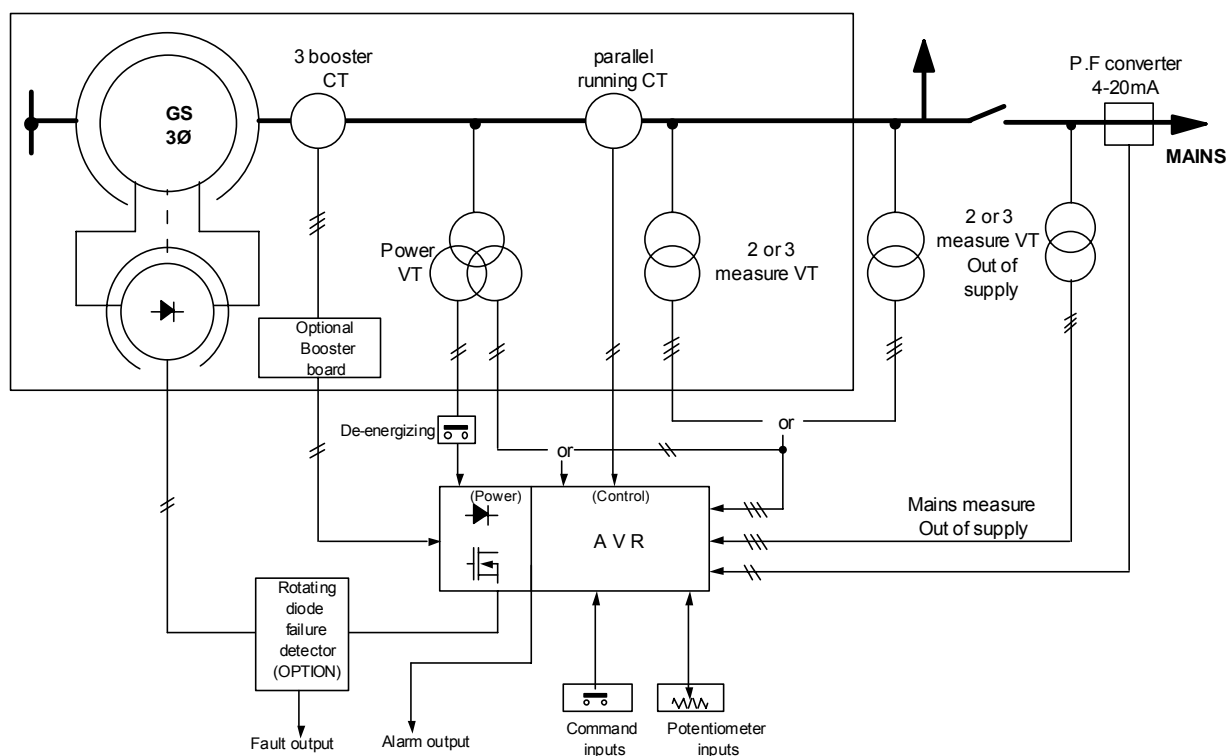 3 booster
CT
parallel
running CT
P.F converter
4-20mA
GS
3Ø
MAINS
Power
VT
2 or 3
measure VT
2 or 3
measure VT
Out of
supply
Optional
Booster
board
De-energizing
or
or
(Power)
(Control)
A V R
Mains measure
Out of supply
Rotating
diode
failure
detector
(OPTION)
Fault output
Alarm output
Command
inputs
Potentiometer
inputs